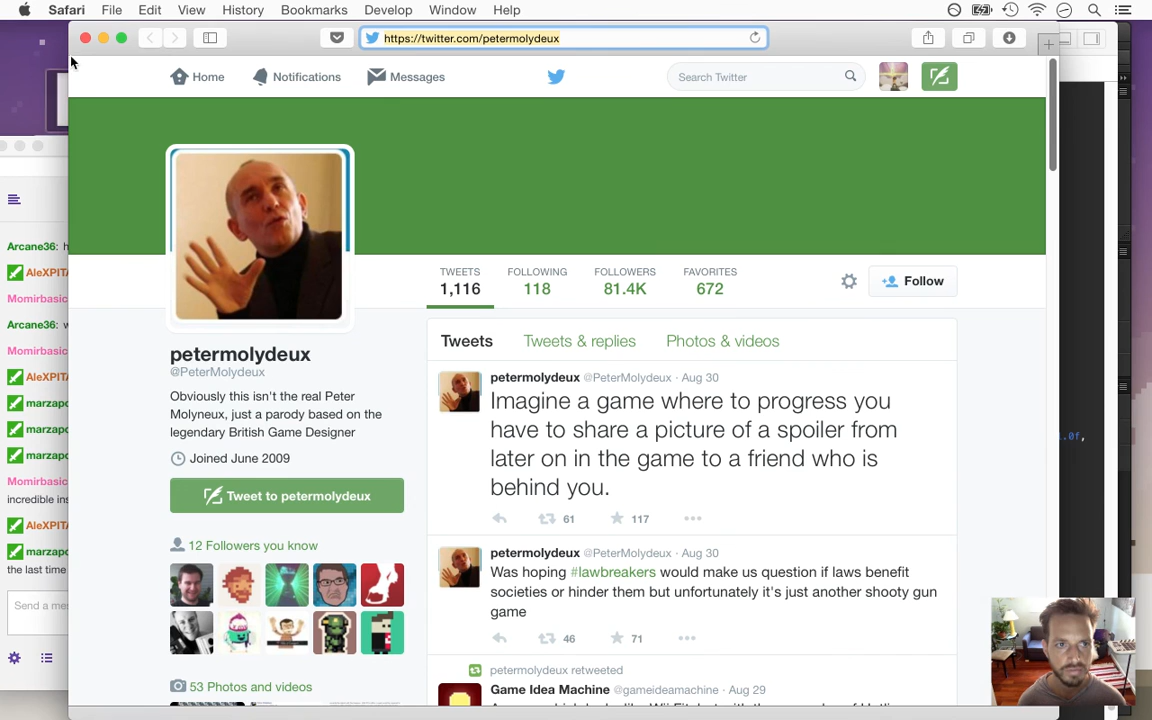 Safari File Edit View History Bookmarks Develop Window Help
https://twitter.com/petermolydeux
Home Notifications Messages Search Twitter
TWEETS FOLLOWING FOLLOWERS FAVORITES
1,116 118 81.4K 672
Follow
Tweets Tweets & replies Photos & videos
petermolydeux
@PeterMolydeux
Obviously this isn't the real Peter
Molyneux, just a parody based on the
legendary British Game Designer
Joined June 2009
Tweet to petermolydeux
12 Followers you know
53 Photos and videos
petermolydeux @PeterMolydeux · Aug 30
Imagine a game where to progress you
have to share a picture of a spoiler from
later on in the game to a friend who is
behind you.
61 117
petermolydeux @PeterMolydeux · Aug 30
Was hoping #lawbreakers would make us question if laws benefit
societies or hinder them but unfortunately it's just another shooty gun
game
46 71
petermolydeux retweeted
Game Idea Machine @gameideamachine · Aug 29
Arcane36: h
AleXPITA
Momirbasic
Arcane36: w
Momirbasic
AleXPITA
marzapo
marzapo
marzapo
Momirbasic
incredible ins
AleXPITA
marzapo
the last time
Send a mes
.0f,